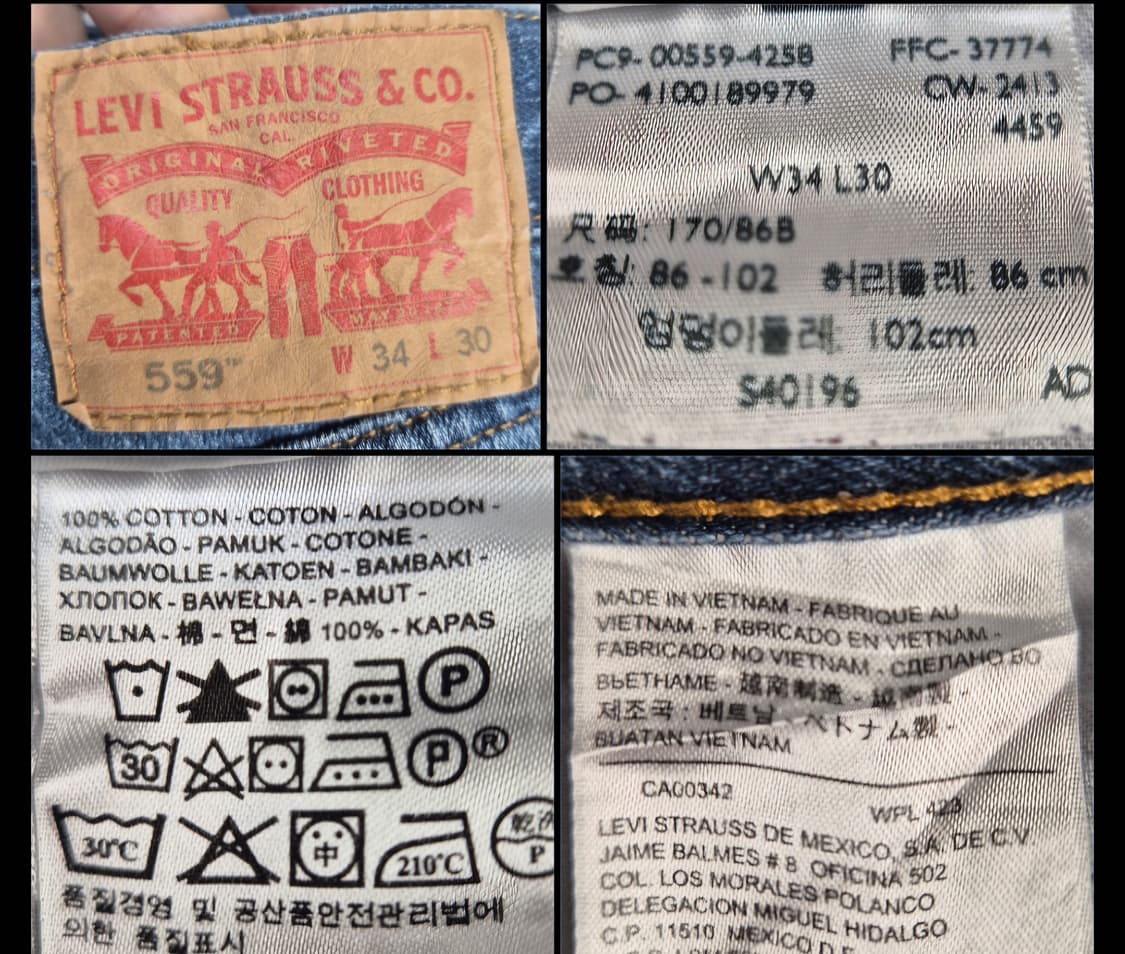 LEVI STRAUSS & CO.
SAN FRANCISCO
CAL.
ORIGINAL RIVETED
QUALITY CLOTHING
PATENTED
559™
W 34 L 30
PC9- 00559-4258 FFC- 37774
PO- 4100189979 CW- 2413
4459
W34 L30
尺码: 170/86B
호칭: 86 -102 허리둘레: 86 cm
엉덩이둘레: 102cm
S40196 AD
100% COTTON - COTON - ALGODÓN -
ALGODÃO - PAMUK - COTONE -
BAUMWOLLE - KATOEN - BAMBAKI -
ХЛОПОК - BAWEŁNA - PAMUT -
BAVLNA - 棉 - 면 - 綿 100% - KAPAS
P
30 P ®
30°C 中 210°C P
품질경영 및 공산품안전관리법에
의한 품질표시
MADE IN VIETNAM - FABRIQUE AU
VIETNAM - FABRICADO EN VIETNAM -
FABRICADO NO VIETNAM - СДЕЛАНО ВО
ВЬЕТНАМЕ - 越南制造 - 越南製 -
제조국 : 베트남 - ベトナム製 -
BUATAN VIETNAM
CA00342 WPL 423
LEVI STRAUSS DE MEXICO, S.A. DE C.V
JAIME BALMES # 8 OFICINA 502
COL. LOS MORALES POLANCO
DELEGACION MIGUEL HIDALGO
C.P. 11510 MEXICO D.F.